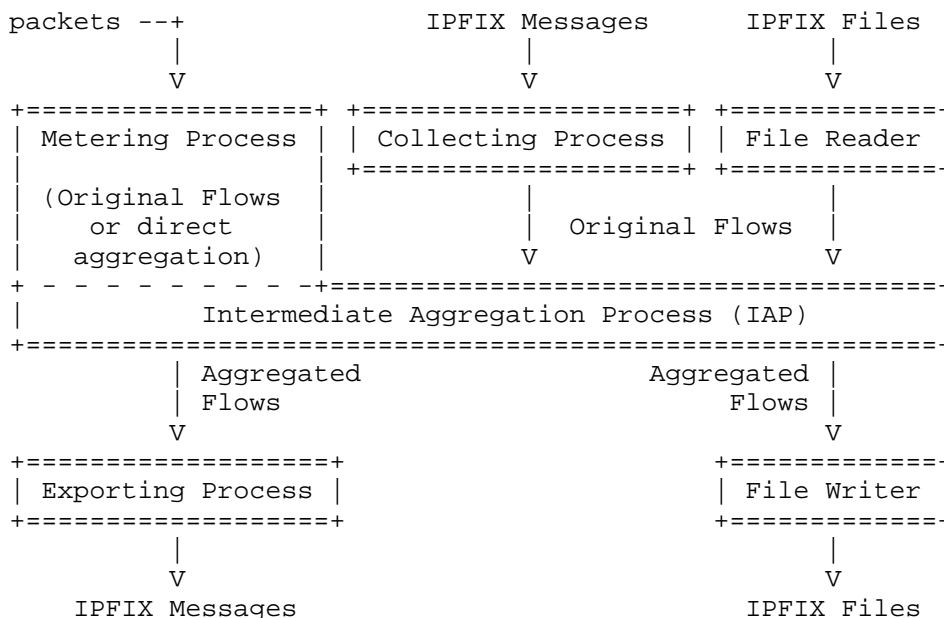 packets --+ IPFIX Messages IPFIX Files
| | |
V V V
+==================+ +====================+ +=============
| Metering Process | | Collecting Process | | File Reader
| | +====================+ +=============
| (Original Flows | | |
| or direct | | Original Flows |
| aggregation) | V V
+ - - - - - - - - -+======================================
| Intermediate Aggregation Process (IAP)
+=========================================================
| Aggregated Aggregated |
| Flows Flows |
V V
+===================+ +=============
| Exporting Process | | File Writer
+===================+ +=============
| |
V V
IPFIX Messages IPFIX Files